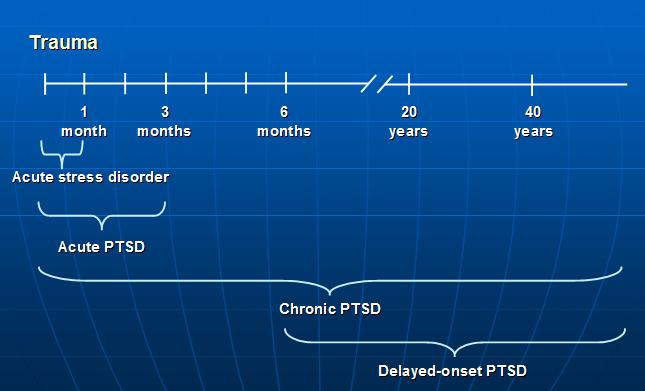 Trauma
1 3 6 20 40
month months months years years
Acute stress disorder
Acute PTSD
Chronic PTSD
Delayed-onset PTSD